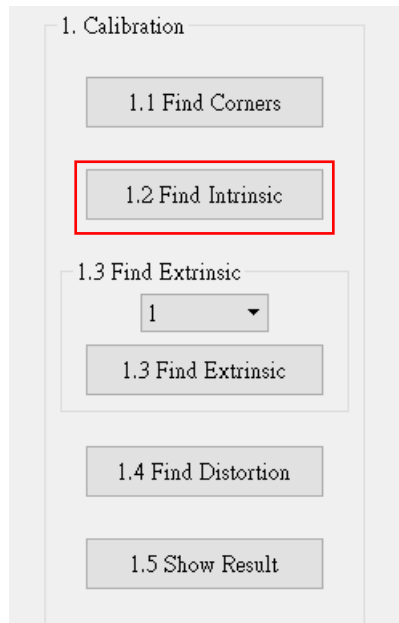 1. Calibration
1.1 Find Corners
1.2 Find Intrinsic
1.3 Find Extrinsic
1
1.3 Find Extrinsic
1.4 Find Distortion
1.5 Show Result